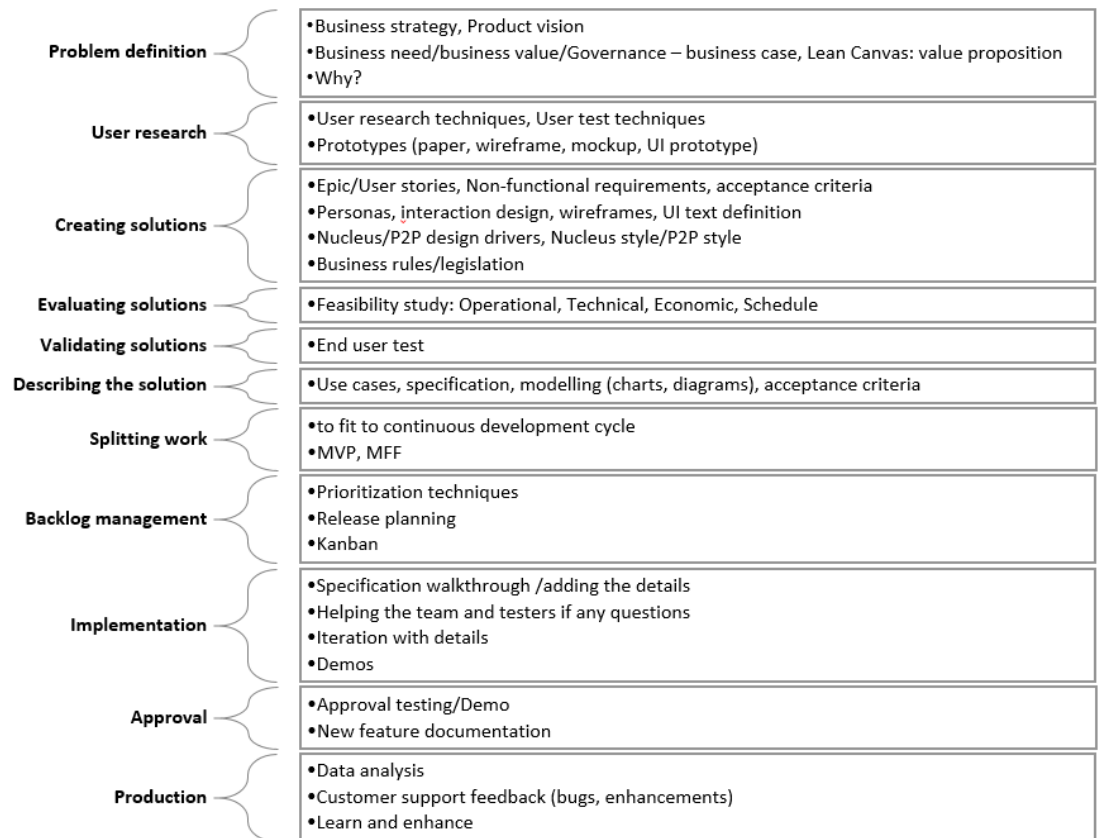 Problem definition
•Business strategy, Product vision
•Business need/business value/Governance – business case, Lean Canvas: value proposition
•Why?
User research
•User research techniques, User test techniques
•Prototypes (paper, wireframe, mockup, UI prototype)
Creating solutions
•Epic/User stories, Non-functional requirements, acceptance criteria
•Personas, interaction design, wireframes, UI text definition
•Nucleus/P2P design drivers, Nucleus style/P2P style
•Business rules/legislation
Evaluating solutions
•Feasibility study: Operational, Technical, Economic, Schedule
Validating solutions
•End user test
Describing the solution
•Use cases, specification, modelling (charts, diagrams), acceptance criteria
Splitting work
•to fit to continuous development cycle
•MVP, MFF
Backlog management
•Prioritization techniques
•Release planning
•Kanban
Implementation
•Specification walkthrough /adding the details
•Helping the team and testers if any questions
•Iteration with details
•Demos
Approval
•Approval testing/Demo
•New feature documentation
Production
•Data analysis
•Customer support feedback (bugs, enhancements)
•Learn and enhance